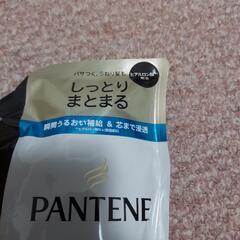 パサつく、うねり髪も
ヒアルロン酸
しっとり
まとまる
瞬間うるおい補給 & 芯まで浸透
PANTENE